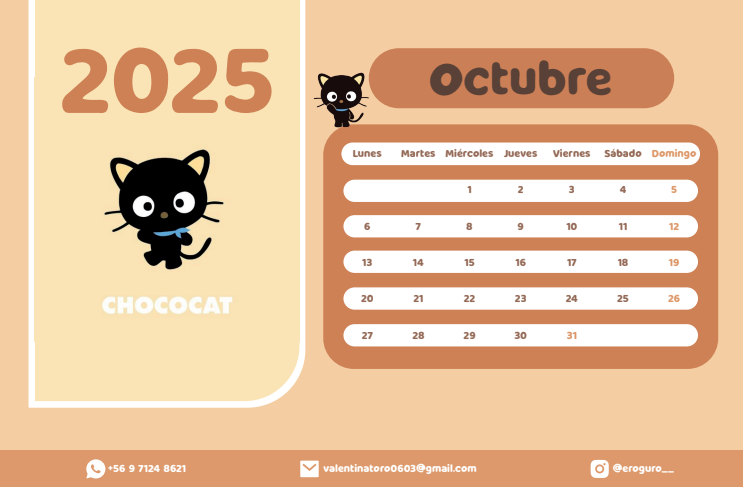 2025
CHOCOCAT
Octubre
Lunes Martes Miércoles Jueves Viernes Sábado Domingo
1 2 3 4 5
6 7 8 9 10 11 12
13 14 15 16 17 18 19
20 21 22 23 24 25 26
27 28 29 30 31
+56 9 7124 8621 valentinatoro0603@gmail.com @eroguro__